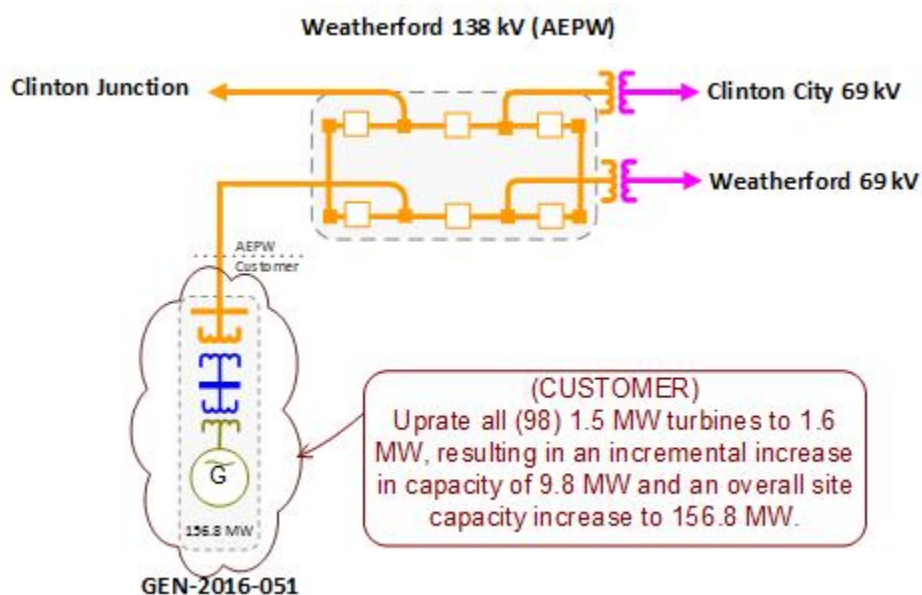 Weatherford 138 kV (AEPW)
Clinton Junction
Clinton City 69 kV
Weatherford 69 kV
AEPW
Customer
(CUSTOMER)
Uprate all (98) 1.5 MW turbines to 1.6
MW, resulting in an incremental increase
in capacity of 9.8 MW and an overall site
capacity increase to 156.8 MW.
G
156.8 MW
GEN-2016-051